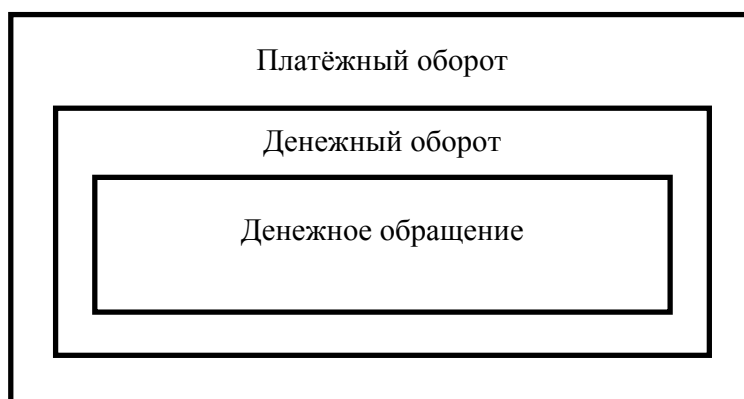 Платёжный оборот
Денежный оборот
Денежное обращение